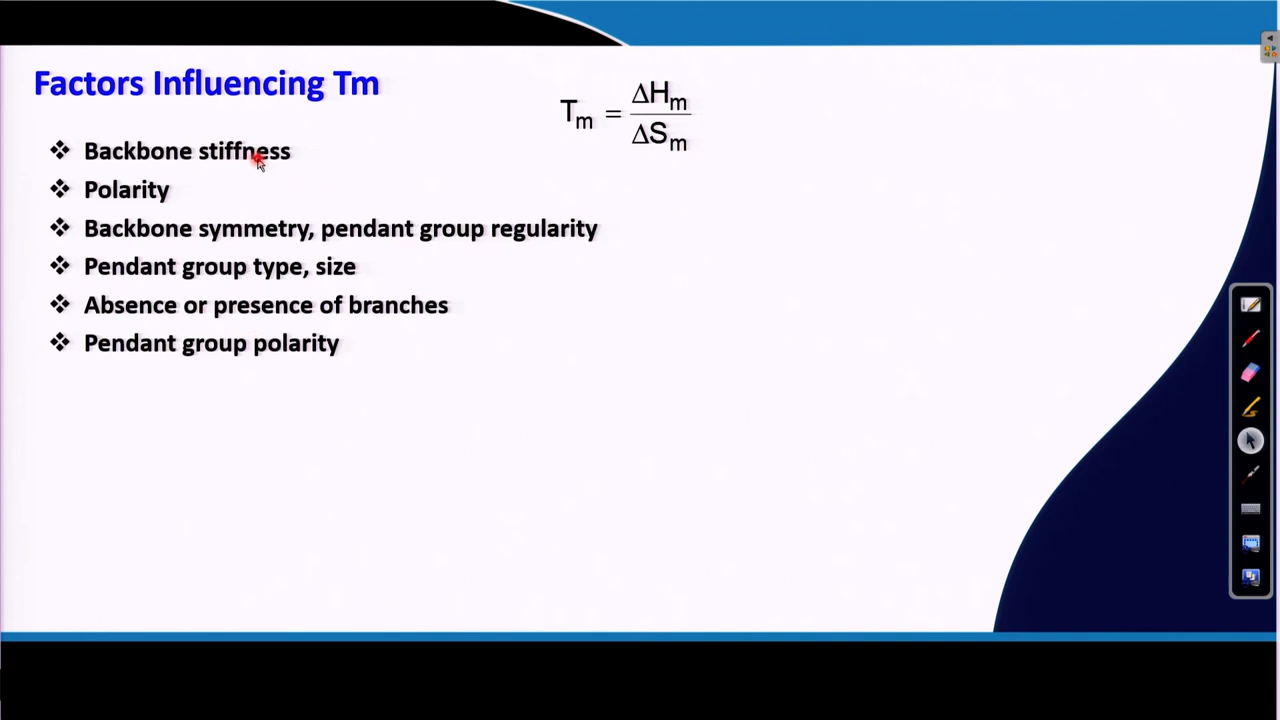 Factors Influencing Tm
Tm = ΔHm / ΔSm
❖ Backbone stiffness
❖ Polarity
❖ Backbone symmetry, pendant group regularity
❖ Pendant group type, size
❖ Absence or presence of branches
❖ Pendant group polarity